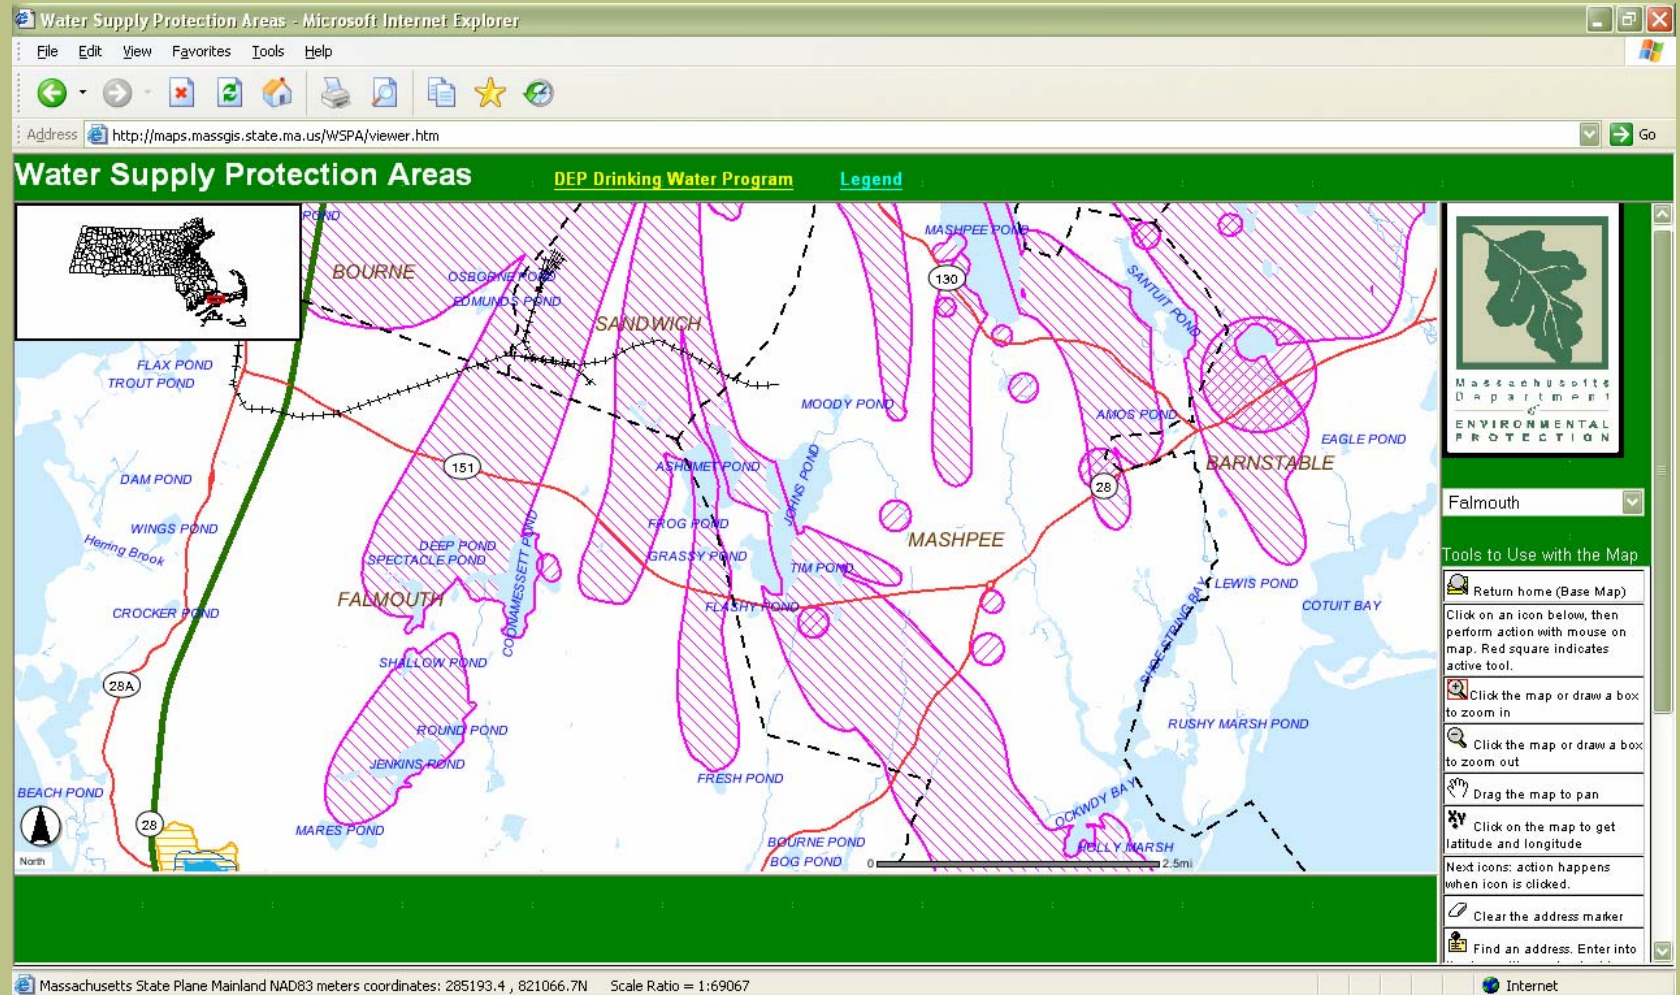 Water Supply Protection Areas - Microsoft Internet Explorer
File Edit View Favorites Tools Help
Address http://maps.massgis.state.ma.us/WSPA/viewer.htm Go
Water Supply Protection Areas DEP Drinking Water Program Legend
POND
MASHPEE POND
BOURNE
OSBORNE POND
130
SANTUIT POND
EDMUNDS POND
SANDWICH
FLAX POND
TROUT POND
MOODY POND
AMOS POND
EAGLE POND
151
ASHUMET POND
BARNSTABLE
DAM POND
28
JOHNS POND
WINGS POND
FROG POND
MASHPEE
Herring Brook
DEEP POND
SPECTACLE POND
GRASSY POND
TIM POND
LEWIS POND
COONAMESSETT POND
FALMOUTH
CROCKER POND
FLASHY POND
COTUIT BAY
SHOESTRING BAY
SHALLOW POND
28A
ROUND POND
RUSHY MARSH POND
JENKINS POND
FRESH POND
BEACH POND
OCKWDY BAY
28
MARES POND
BOURNE POND
HOLLY MARSH
North
BOG POND
0 2.5mi
Massachusetts
Department
of
ENVIRONMENTAL
PROTECTION
Falmouth
Tools to Use with the Map
Return home (Base Map)
Click on an icon below, then
perform action with mouse on
map. Red square indicates
active tool.
Click the map or draw a box
to zoom in
Click the map or draw a box
to zoom out
Drag the map to pan
XY Click on the map to get
latitude and longitude
Next icons: action happens
when icon is clicked.
Clear the address marker
Find an address. Enter into
Massachusetts State Plane Mainland NAD83 meters coordinates: 285193.4 , 821066.7N Scale Ratio = 1:69067 Internet